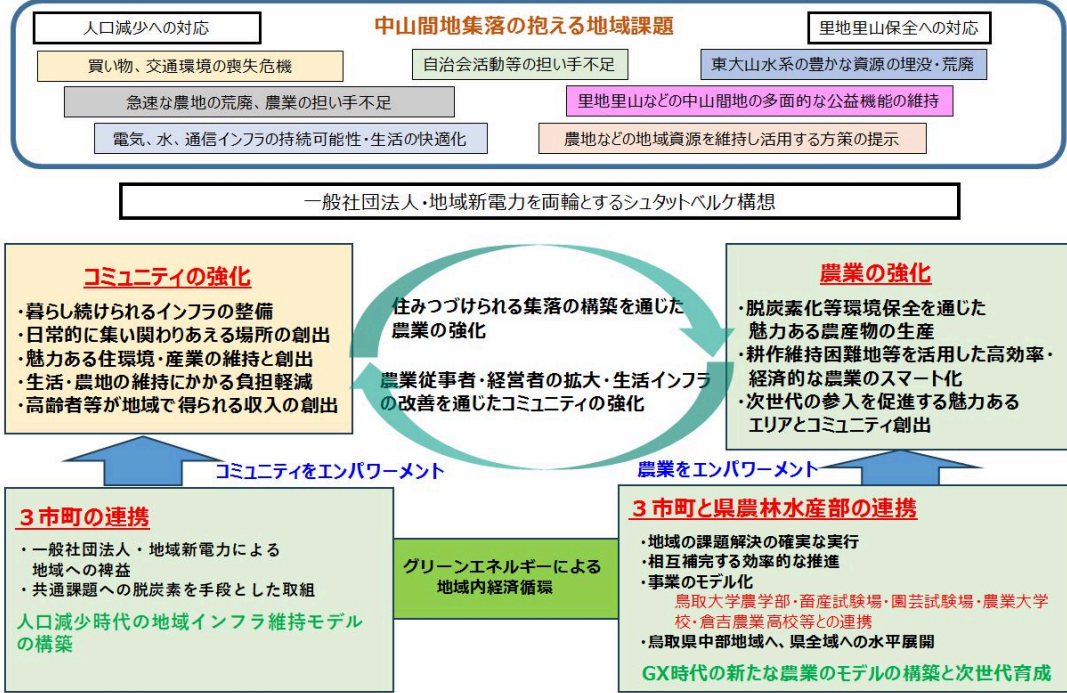 人口減少への対応
中山間地集落の抱える地域課題
里地里山保全への対応
買い物、交通環境の喪失危機
自治会活動等の担い手不足
東大山水系の豊かな資源の埋没・荒廃
急速な農地の荒廃、農業の担い手不足
里地里山などの中山間地の多面的な公益機能の維持
電気、水、通信インフラの持続可能性・生活の快適化
農地などの地域資源を維持し活用する方策の提示
一般社団法人・地域新電力を両輪とするシュタットベルケ構想
コミュニティの強化
・暮らし続けられるインフラの整備
・日常的に集い関わりあえる場所の創出
・魅力ある住環境・産業の維持と創出
・生活・農地の維持にかかる負担軽減
・高齢者等が地域で得られる収入の創出
住みつづけられる集落の構築を通じた
農業の強化
農業従事者・経営者の拡大・生活インフラ
の改善を通じたコミュニティの強化
農業の強化
・脱炭素化等環境保全を通じた
魅力ある農産物の生産
・耕作維持困難地等を活用した高効率・
経済的な農業のスマート化
・次世代の参入を促進する魅力ある
エリアとコミュニティ創出
コミュニティをエンパワーメント
農業をエンパワーメント
３市町の連携
・一般社団法人・地域新電力による
地域への裨益
・共通課題への脱炭素を手段とした取組
人口減少時代の地域インフラ維持モデル
の構築
グリーンエネルギーによる
地域内経済循環
３市町と県農林水産部の連携
・地域の課題解決の確実な実行
・相互補完する効率的な推進
・事業のモデル化
鳥取大学農学部・畜産試験場・園芸試験場・農業大学
校・倉吉農業高校等との連携
・鳥取県中部地域へ、県全域への水平展開
GX時代の新たな農業のモデルの構築と次世代育成